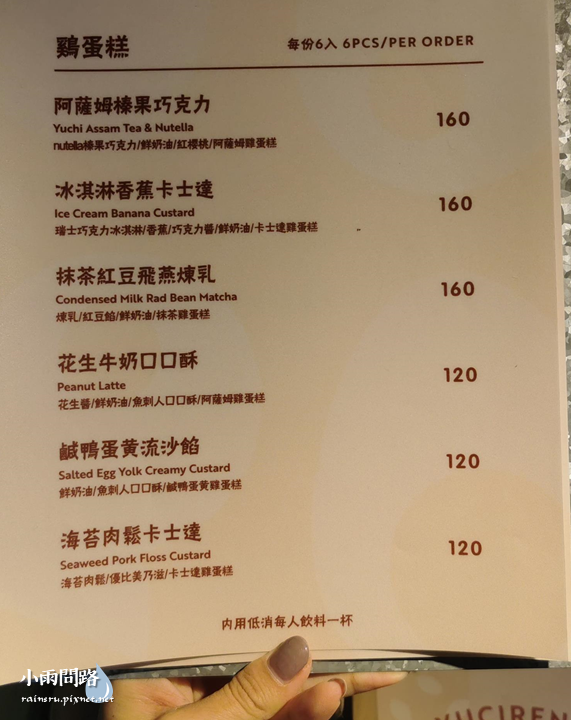 鷄蛋糕
每份6入 6PCS/PER ORDER
阿薩姆榛果巧克力
160
Yuchi Assam Tea & Nutella
nutella榛果巧克力/鮮奶油/紅櫻桃/阿薩姆雞蛋糕
冰淇淋香蕉卡士達
160
Ice Cream Banana Custard
瑞士巧克力冰淇淋/香蕉/巧克力醬/鮮奶油/卡士達雞蛋糕
抹茶紅豆飛燕煉乳
160
Condensed Milk Rad Bean Matcha
煉乳/紅豆餡/鮮奶油/抹茶雞蛋糕
花生牛奶口口酥
120
Peanut Latte
花生醬/鮮奶油/魚刺人口口酥/阿薩姆雞蛋糕
鹹鴨蛋黄流沙餡
120
Salted Egg Yolk Creamy Custard
鮮奶油/魚刺人口口酥/鹹鴨蛋黄雞蛋糕
海苔肉鬆卡士達
120
Seaweed Pork Floss Custard
海苔肉鬆/優比美乃滋/卡士達雞蛋糕
内用低消每人飲料一杯
小雨問路
rainsru.pixnet.net